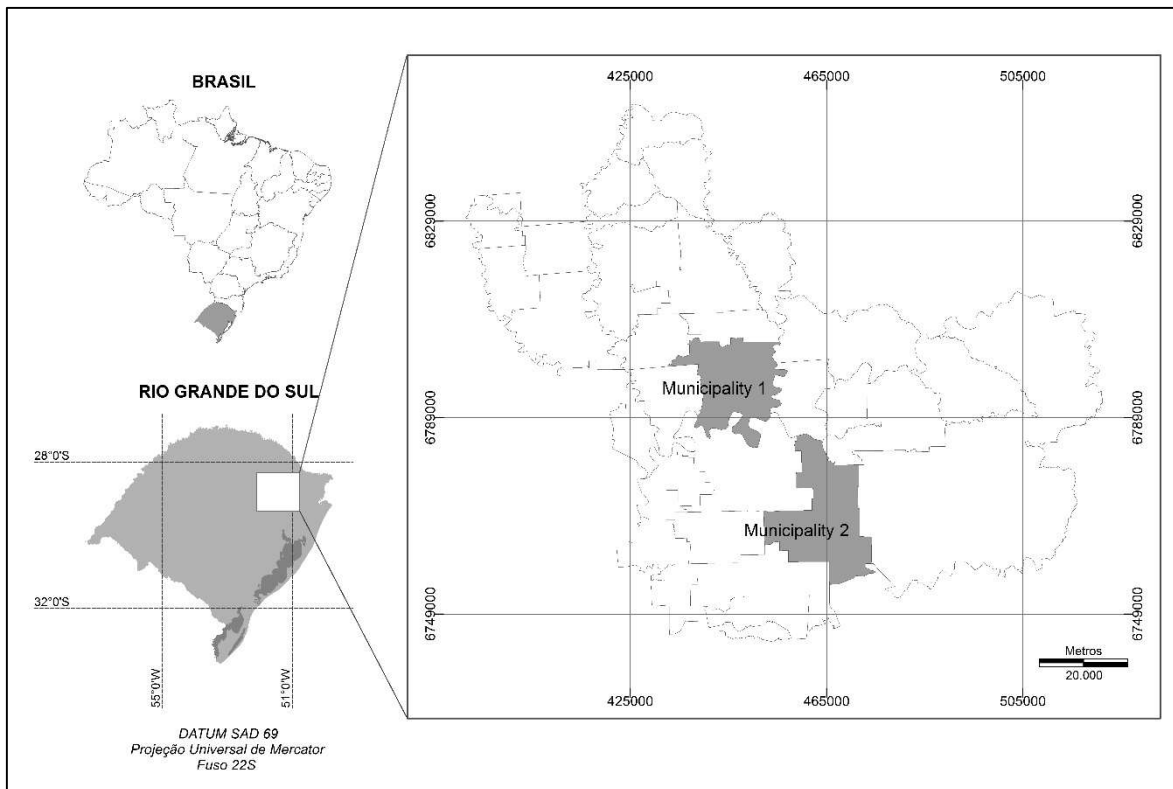 BRASIL
RIO GRANDE DO SUL
28°0'S
32°0'S
55°0'W
51°0'W
DATUM SAD 69
Projeção Universal de Mercator
Fuso 22S
425000
465000
505000
6829000
6829000
Municipality 1
6789000
6789000
Municipality 2
6749000
6749000
Metros
20.000
425000
465000
505000